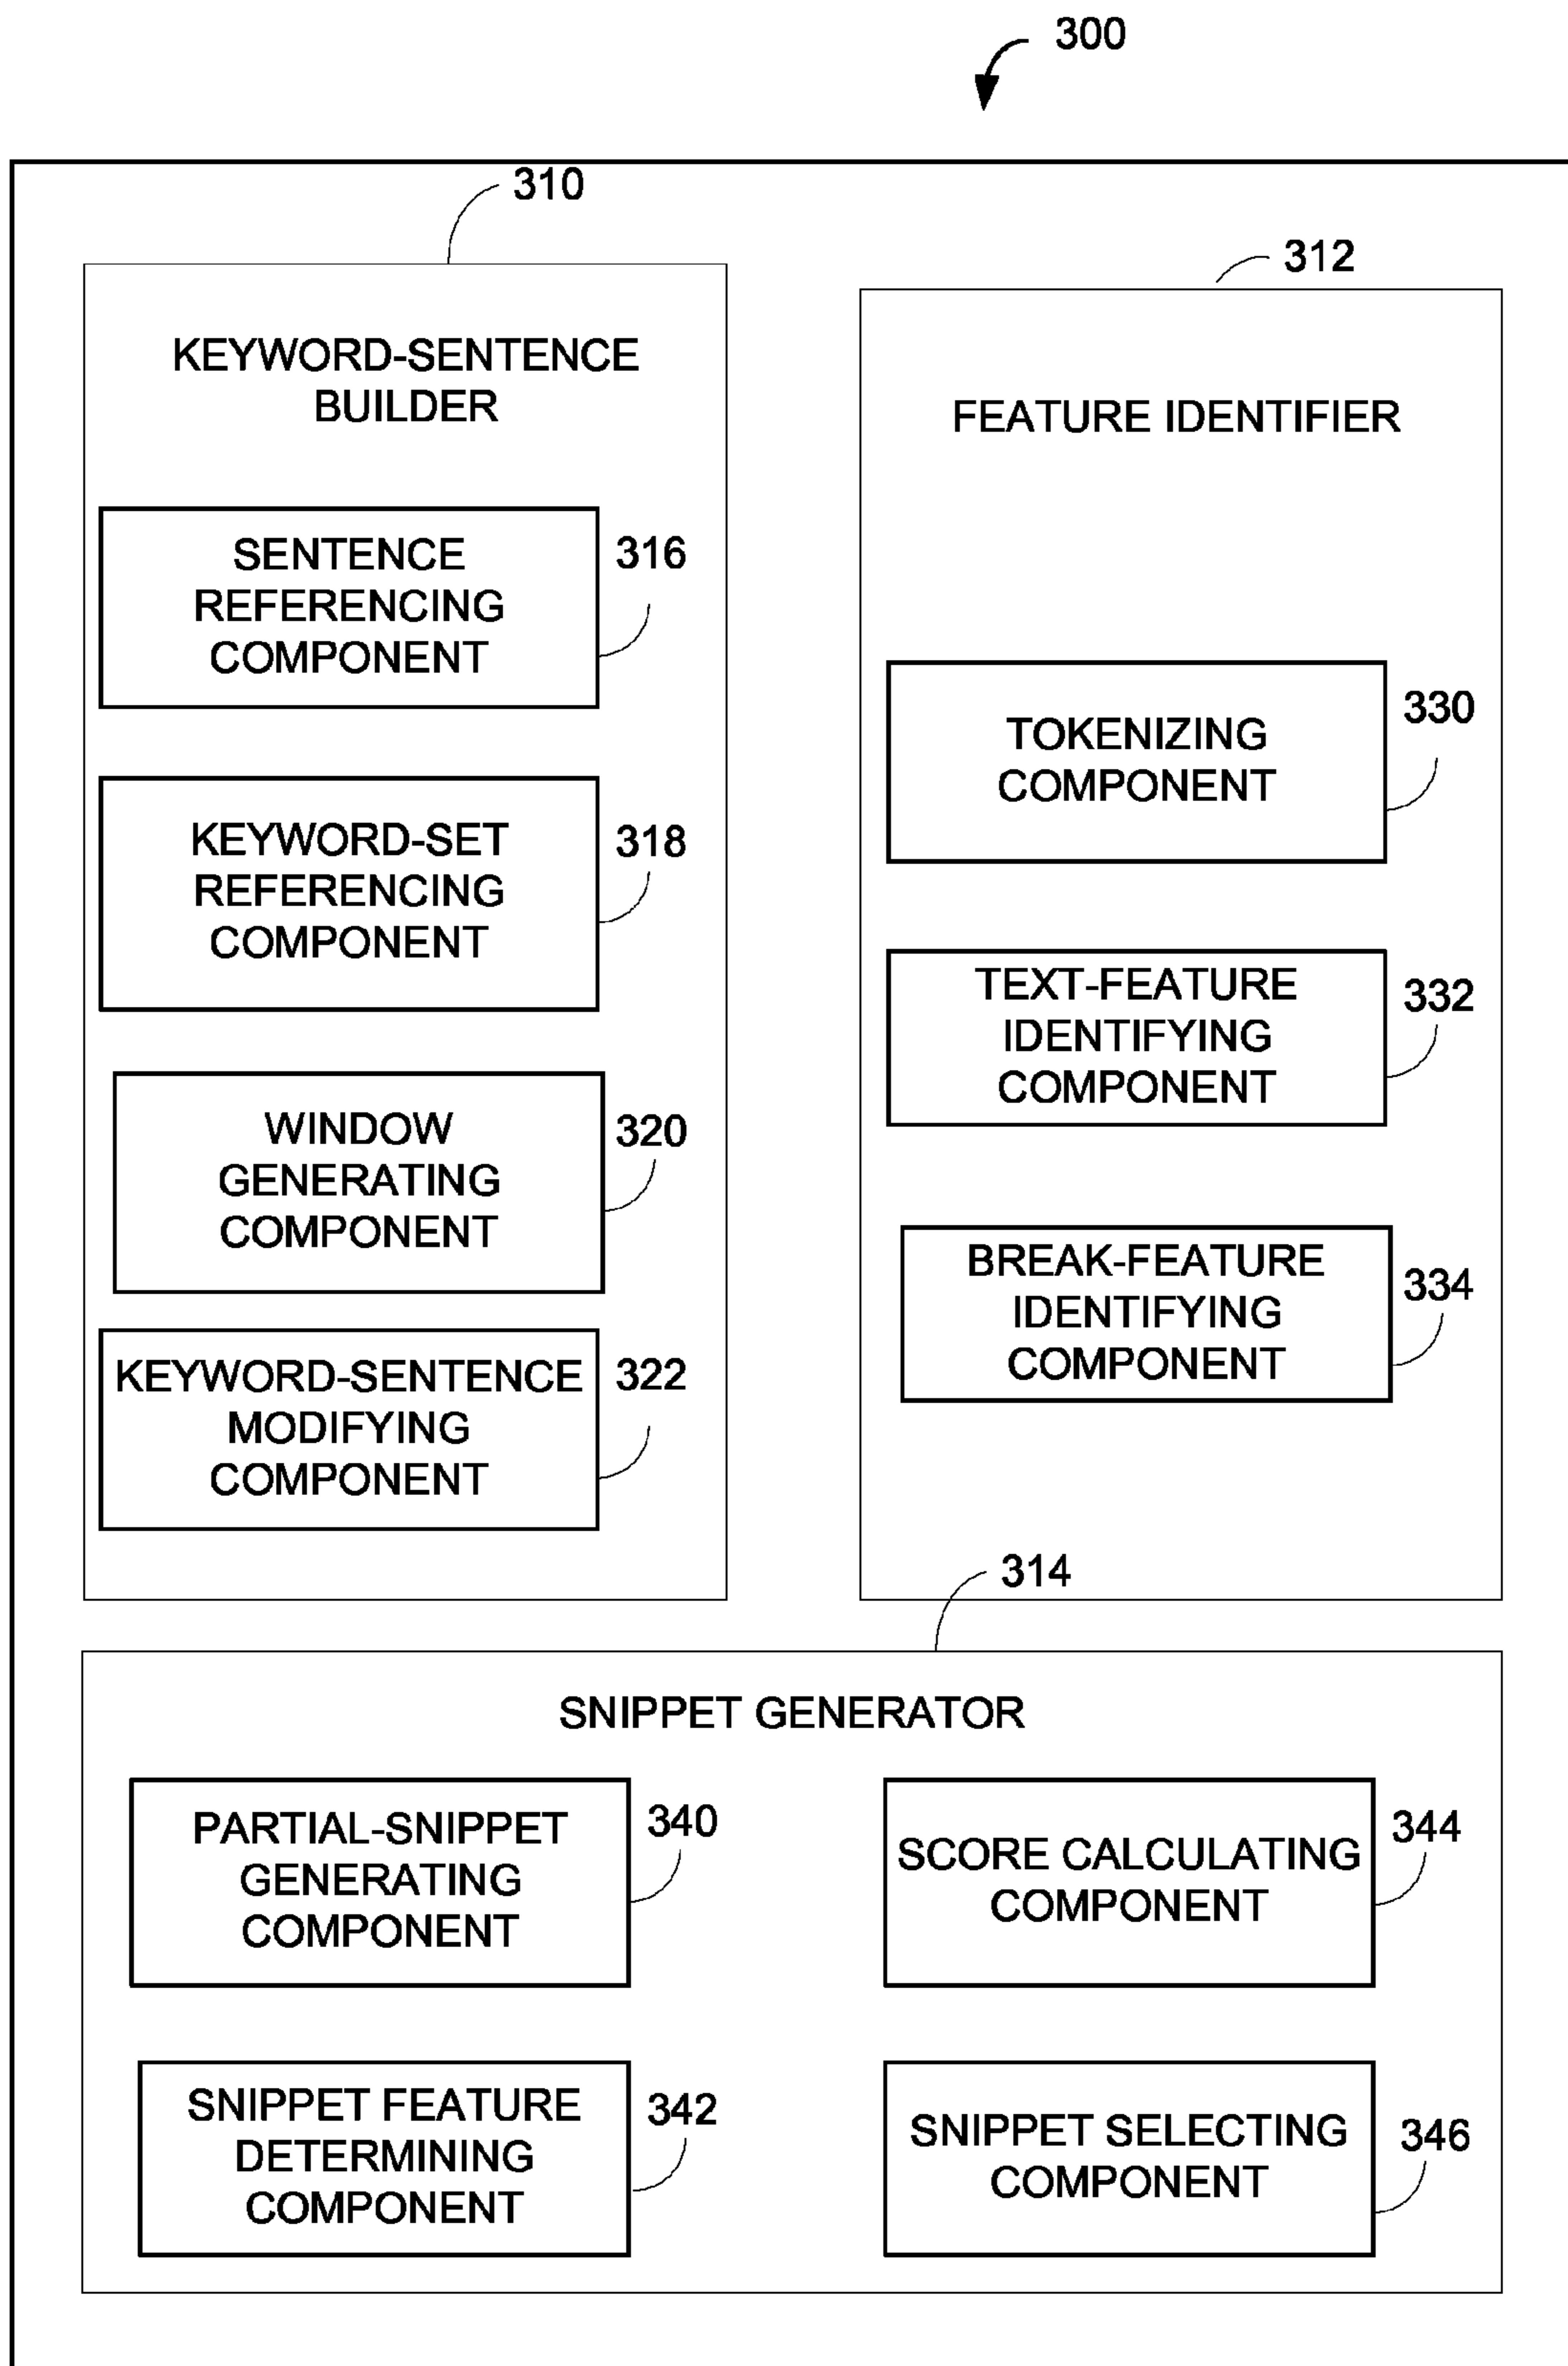 300
310
KEYWORD-SENTENCE
BUILDER
SENTENCE
REFERENCING
COMPONENT
316
KEYWORD-SET
REFERENCING
COMPONENT
318
WINDOW
GENERATING
COMPONENT
320
KEYWORD-SENTENCE
MODIFYING
COMPONENT
322
312
FEATURE IDENTIFIER
TOKENIZING
COMPONENT
330
TEXT-FEATURE
IDENTIFYING
COMPONENT
332
BREAK-FEATURE
IDENTIFYING
COMPONENT
334
314
SNIPPET GENERATOR
PARTIAL-SNIPPET
GENERATING
COMPONENT
340
SCORE CALCULATING
COMPONENT
344
SNIPPET FEATURE
DETERMINING
COMPONENT
342
SNIPPET SELECTING
COMPONENT
346